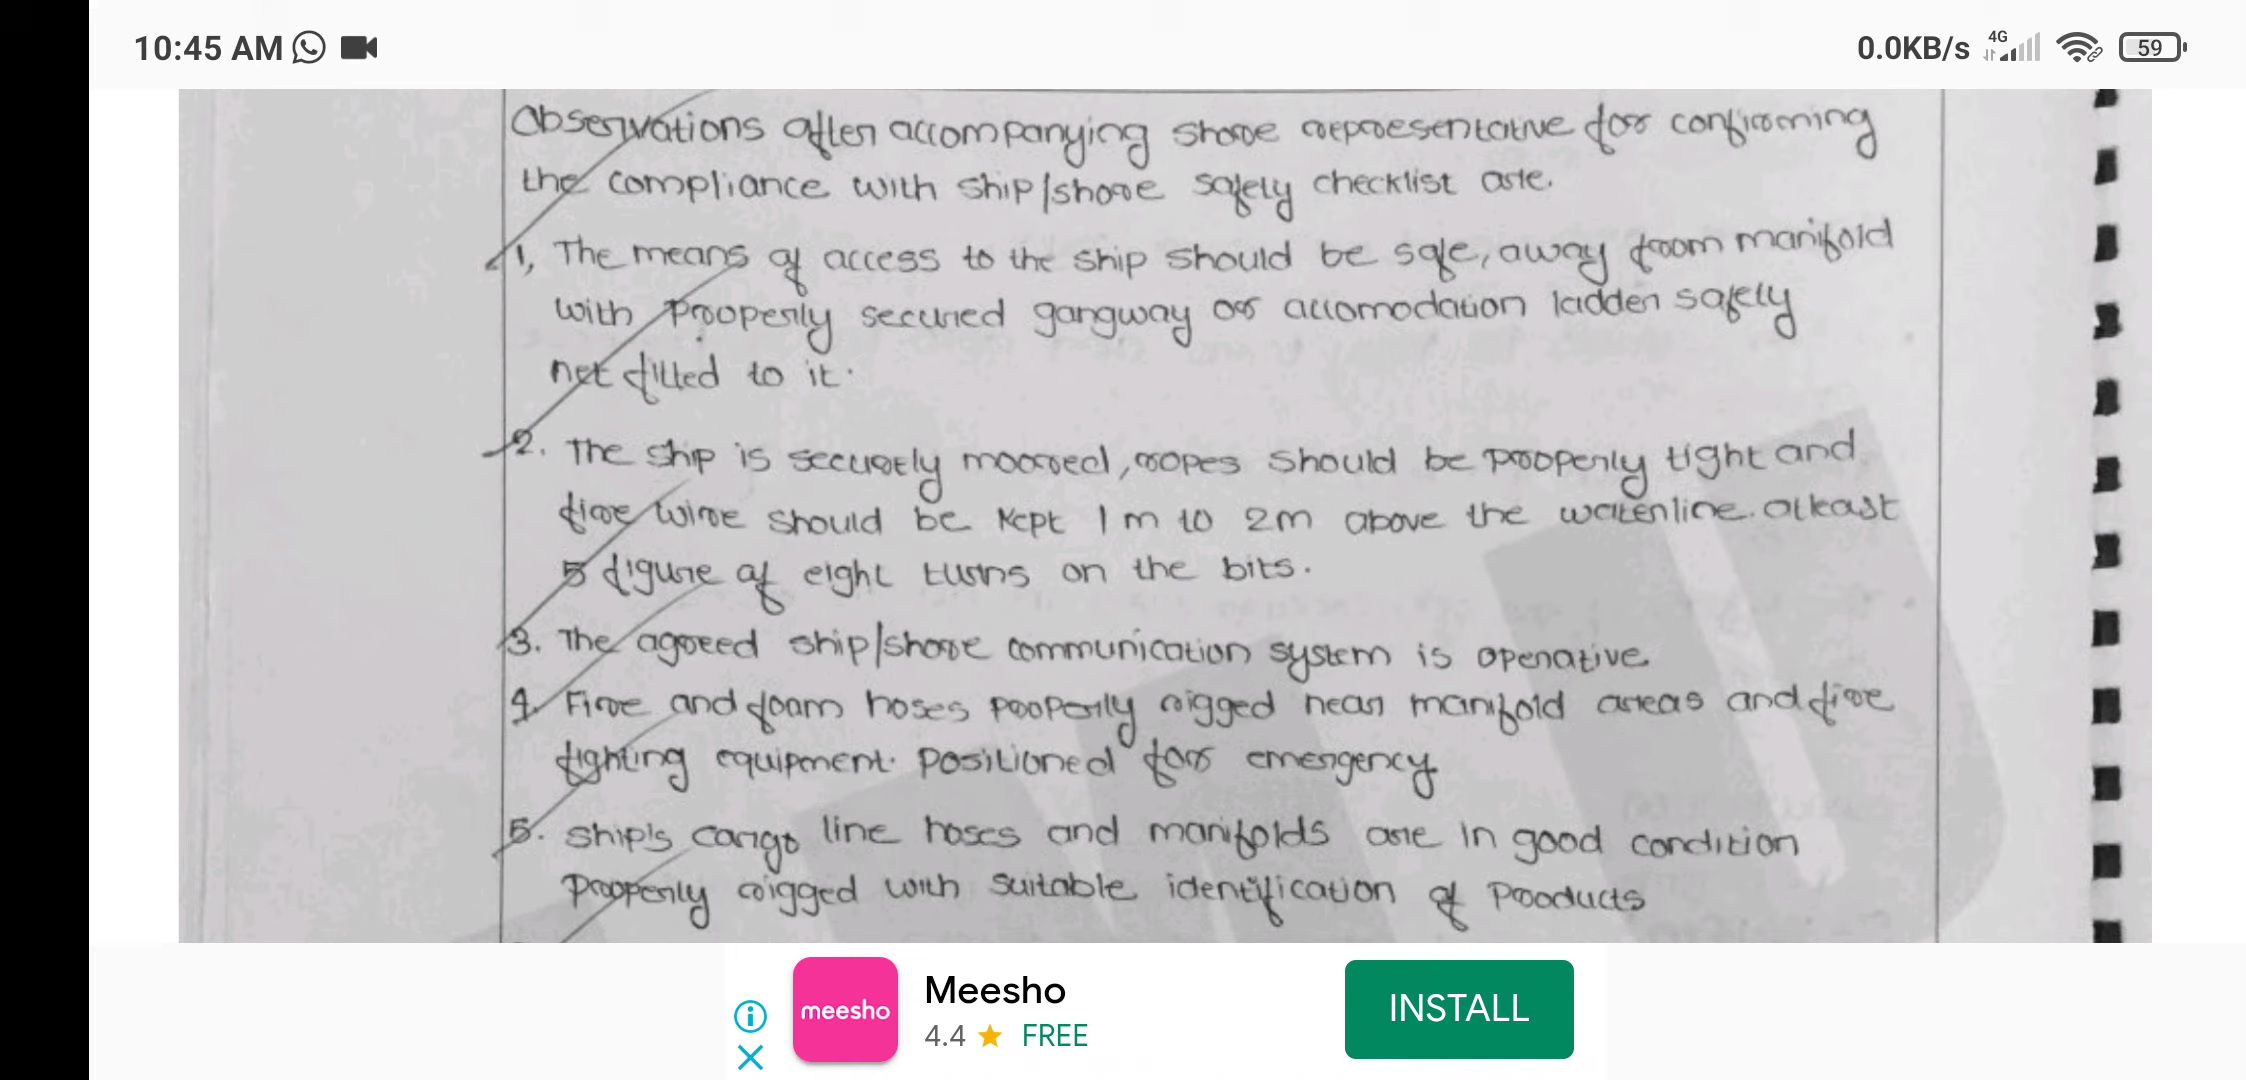 10:45 AM
0.0KB/s 4G 59
Observations after accompanying shore representative for confirming
the compliance with ship/shore safety checklist are.
1, The means of access to the ship should be safe, away from manifold
with properly secured gangway or accomodation ladder safety
net fitted to it.
2. The ship is securely moored, ropes should be properly tight and
fire wire should be kept 1m to 2m above the waterline. atleast
5 figure of eight turns on the bits.
3. The agreed ship/shore communication system is operative.
4. Fire and foam hoses properly rigged near manifold areas and fire
fighting equipment. Positioned for emergency
5. ship's cargo line hoses and manifolds are in good condition
properly rigged with suitable identification of products
meesho
Meesho
4.4 ★ FREE
INSTALL